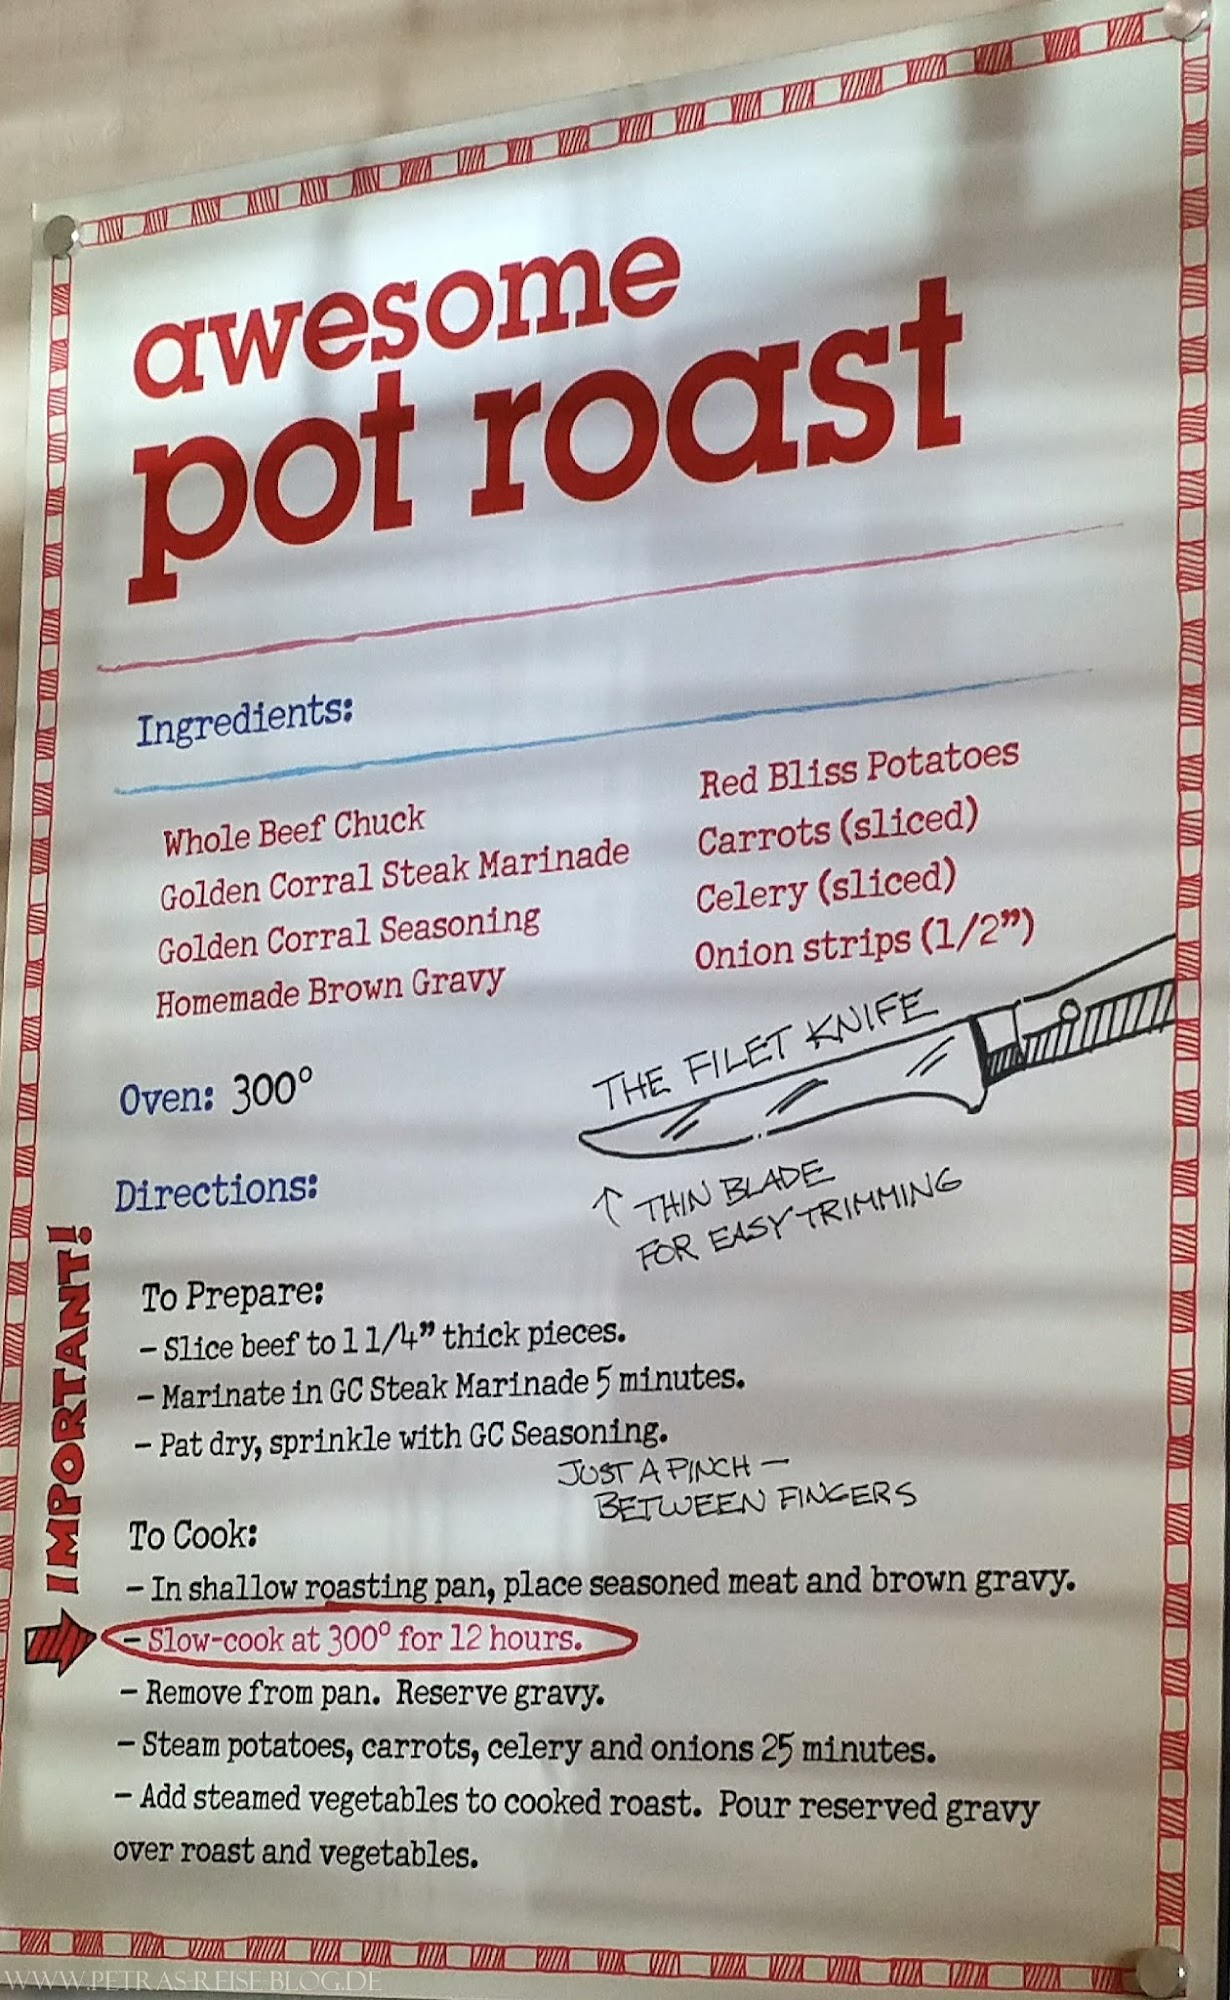 awesome
pot roast
Ingredients:
Whole Beef Chuck
Golden Corral Steak Marinade
Golden Corral Seasoning
Homemade Brown Gravy
Red Bliss Potatoes
Carrots (sliced)
Celery (sliced)
Onion strips (1/2")
Oven: 300°
THE FILET KNIFE
↑ THIN BLADE
FOR EASY TRIMMING
Directions:
IMPORTANT!
To Prepare:
- Slice beef to 1 1/4" thick pieces.
- Marinate in GC Steak Marinade 5 minutes.
- Pat dry, sprinkle with GC Seasoning.
JUST A PINCH -
BETWEEN FINGERS
To Cook:
- In shallow roasting pan, place seasoned meat and brown gravy.
- Slow-cook at 300° for 12 hours.
- Remove from pan. Reserve gravy.
- Steam potatoes, carrots, celery and onions 25 minutes.
- Add steamed vegetables to cooked roast. Pour reserved gravy
over roast and vegetables.
WWW.PETRAS-REISE-BLOG.DE